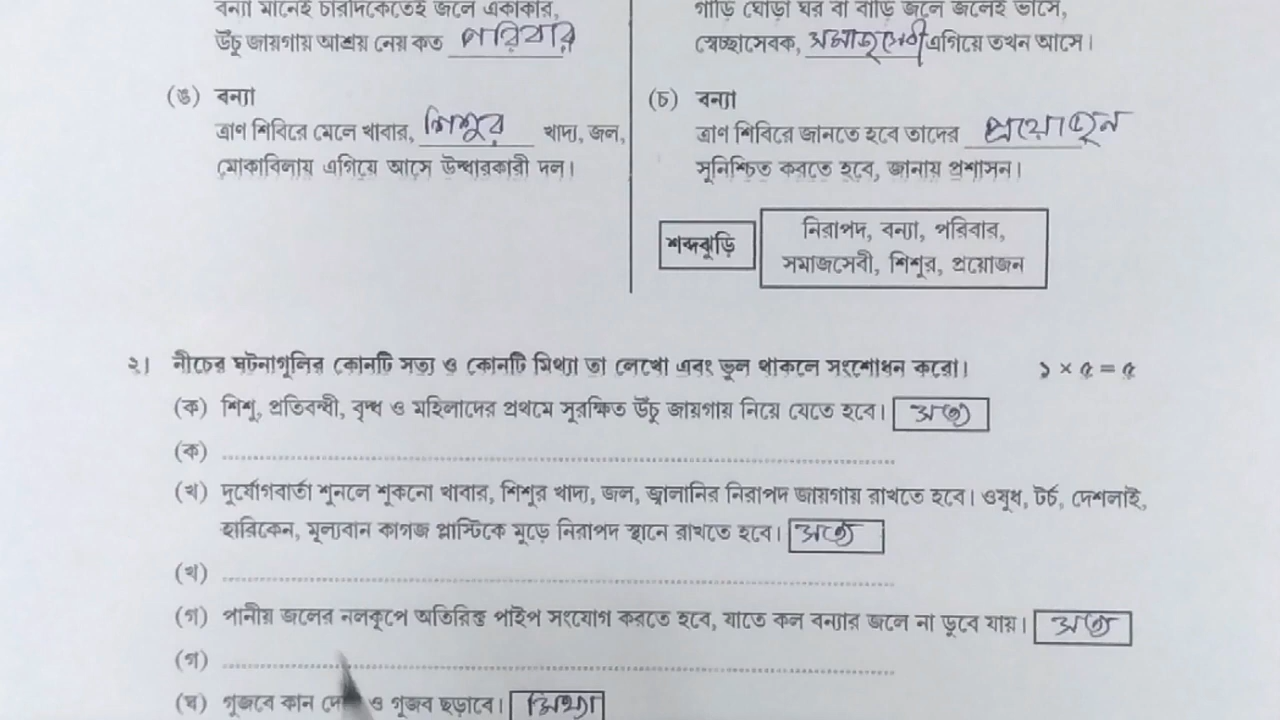 বন্যা মানেই চারিদিকেতেই জলে একাকার,
উঁচু জায়গায় আশ্রয় নেয় কত পরিবার
(ঙ) বন্যা
ত্রাণ শিবিরে মেলে খাবার, শিশুর খাদ্য, জল,
মোকাবিলায় এগিয়ে আসে উদ্ধারকারী দল।
গাড়ি ঘোড়া ঘর বা বাড়ি জলে জলেই ভাসে,
স্বেচ্ছাসেবক, সমাজসেবী এগিয়ে তখন আসে।
(চ) বন্যা
ত্রাণ শিবিরে জানতে হবে তাদের প্রয়োজন
সুনিশ্চিত করতে হবে, জানায় প্রশাসন।
শব্দঝুড়ি
নিরাপদ, বন্যা, পরিবার,
সমাজসেবী, শিশুর, প্রয়োজন
২। নীচের ঘটনাগুলির কোনটি সত্য ও কোনটি মিথ্যা তা লেখো এবং ভুল থাকলে সংশোধন করো। ১ × ৫ = ৫
(ক) শিশু, প্রতিবন্ধী, বৃদ্ধ ও মহিলাদের প্রথমে সুরক্ষিত উঁচু জায়গায় নিয়ে যেতে হবে। সত্য
(ক)
(খ) দুর্যোগবার্তা শুনলে শুকনো খাবার, শিশুর খাদ্য, জল, জ্বালানির নিরাপদ জায়গায় রাখতে হবে। ওষুধ, টর্চ, দেশলাই,
হারিকেন, মূল্যবান কাগজ প্লাস্টিকে মুড়ে নিরাপদ স্থানে রাখতে হবে। সত্য
(খ)
(গ) পানীয় জলের নলকূপে অতিরিক্ত পাইপ সংযোগ করতে হবে, যাতে কল বন্যার জলে না ডুবে যায়। সত্য
(গ)
(ঘ) গুজবে কান ও গুজব ছড়াবে। মিথ্যা